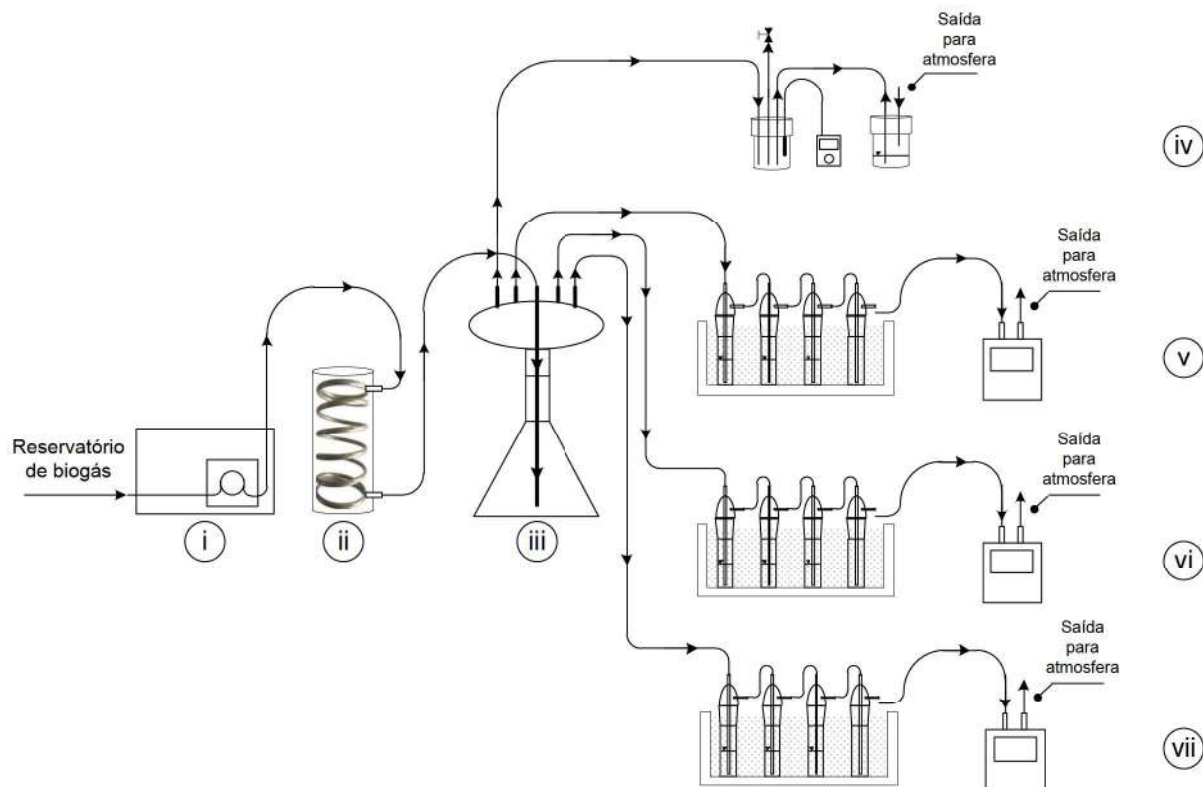 Saída
para
atmosfera
iv
Saída
para
atmosfera
v
Reservatório
de biogás
i
ii
iii
Saída
para
atmosfera
vi
Saída
para
atmosfera
vii